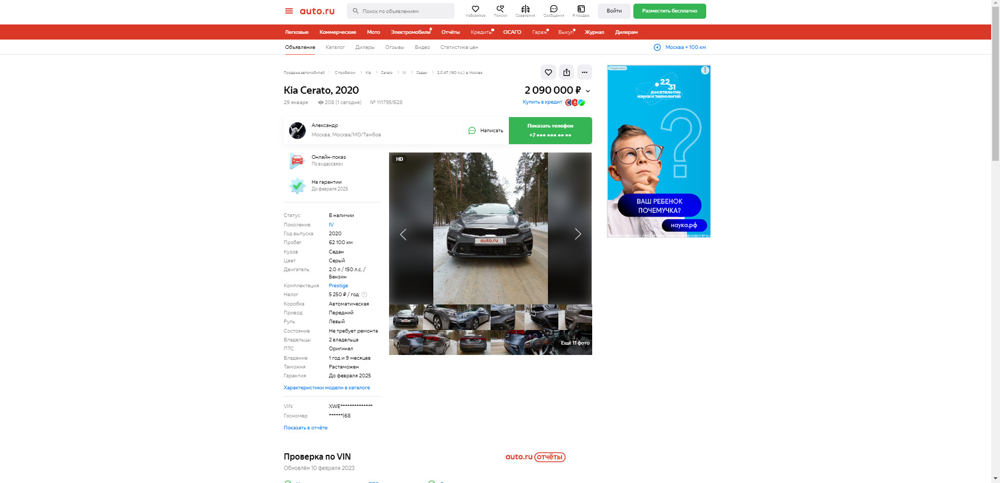 auto.ru
Поиск по объявлениям
Избранное
Поиски
Сравнения
Сообщения
Я продаю
Войти
Разместить бесплатно
Легковые
Коммерческие
Мото
Электромобили
Отчёты
Кредиты
ОСАГО
Гараж
Выкуп
Журнал
Дилерам
Объявление
Каталог
Дилеры
Отзывы
Видео
Статистика цен
Москва + 100 км
Продажа автомобилей
С пробегом
Kia
Cerato
IV
Седан
2.0 AT (150 л.с.) в Москве
Kia Cerato, 2020
2 090 000 ₽
29 января
208 (1 сегодня)
№ 1117951528
Купить в кредит
Александр
Москва, Москва/МО/Тамбов
Написать
Показать телефон
+7 ●●● ●●● ●● ●●
Онлайн-показ
По видеосвязи
На гарантии
До февраля 2025
Статус В наличии
Поколение IV
Год выпуска 2020
Пробег 62 100 км
Кузов Седан
Цвет Серый
Двигатель 2.0 л / 150 л.с. /
Бензин
Комплектация Prestige
Налог 5 250 ₽ / год
Коробка Автоматическая
Привод Передний
Руль Левый
Состояние Не требует ремонта
Владельцы 2 владельца
ПТС Оригинал
Владение 1 год и 9 месяцев
Таможня Растаможен
Гарантия До февраля 2025
Характеристики модели в каталоге
VIN XWE**************
Госномер ******|68
Показать в отчёте
HD
auto.ru
Ещё 11 фото
Соцреклама
22
31
Десятилетие
науки и технологий
ВАШ РЕБЕНОК
ПОЧЕМУЧКА?
наука.рф
Рекламодатель: АНО «Национальные приоритеты»
Проверка по VIN
Обновлён 10 февраля 2023
auto.ru отчёты